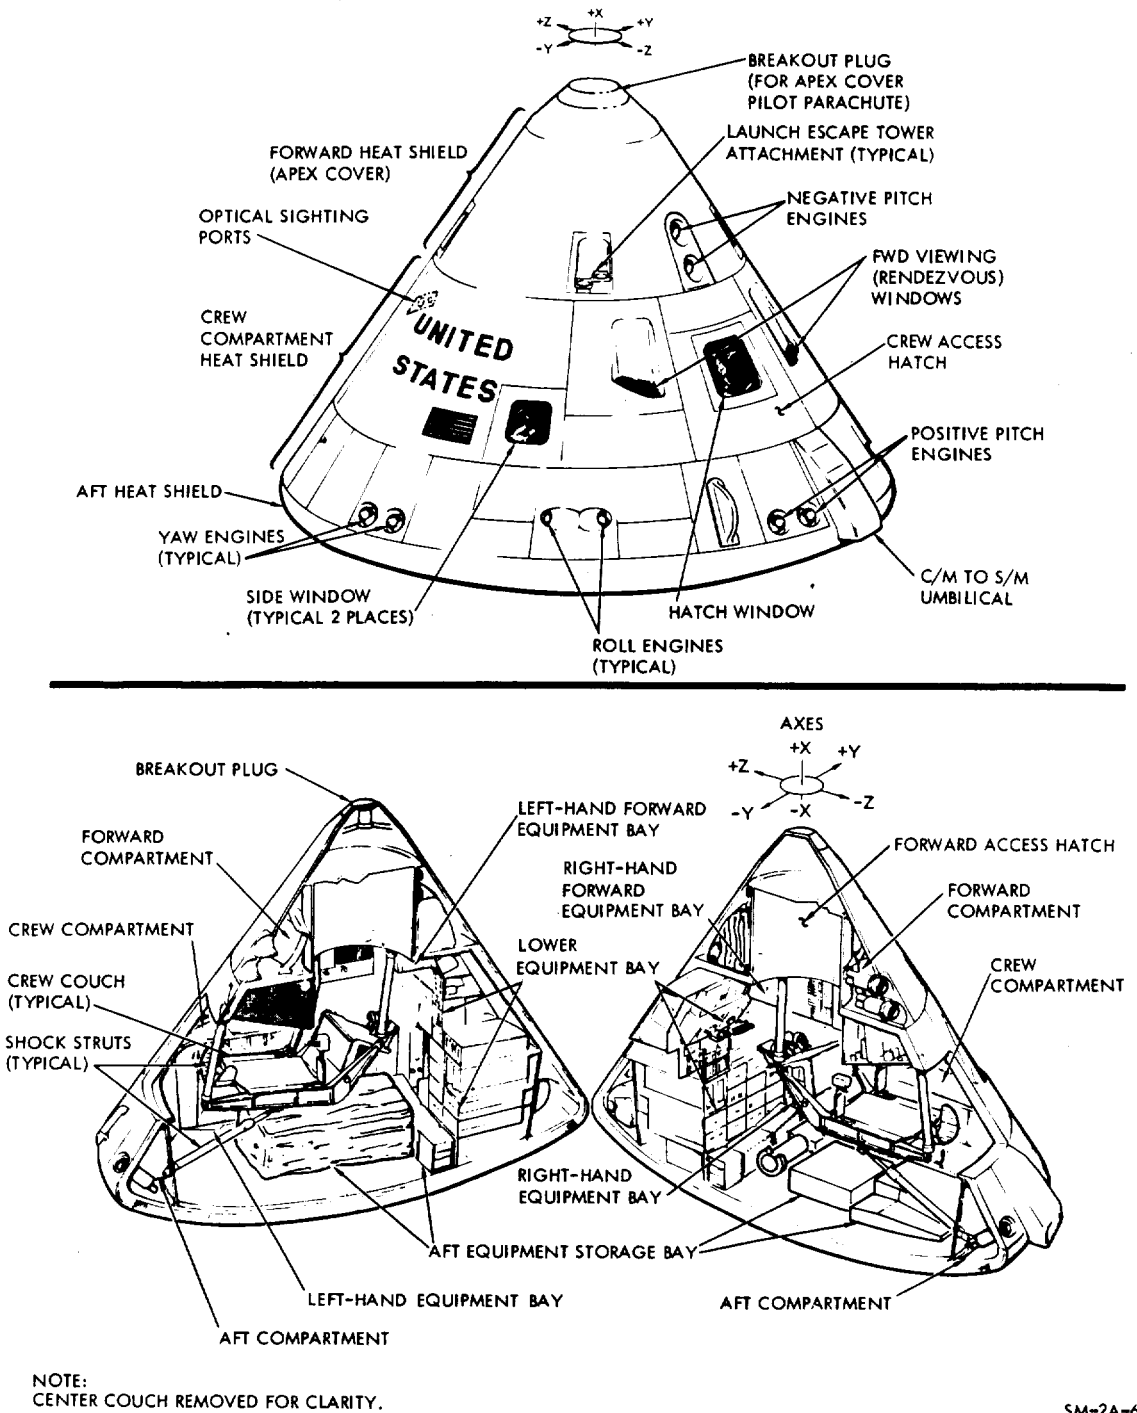 +X
+Z
+Y
-Y
-Z
BREAKOUT PLUG
(FOR APEX COVER
PILOT PARACHUTE)
LAUNCH ESCAPE TOWER
ATTACHMENT (TYPICAL)
FORWARD HEAT SHIELD
(APEX COVER)
NEGATIVE PITCH
ENGINES
OPTICAL SIGHTING
PORTS
FWD VIEWING
(RENDEZVOUS)
WINDOWS
CREW
COMPARTMENT
HEAT SHIELD
UNITED
STATES
CREW ACCESS
HATCH
POSITIVE PITCH
ENGINES
AFT HEAT SHIELD
YAW ENGINES
(TYPICAL)
SIDE WINDOW
(TYPICAL 2 PLACES)
HATCH WINDOW
C/M TO S/M
UMBILICAL
ROLL ENGINES
(TYPICAL)
AXES
+X
+Y
+Z
-Y
-X
-Z
BREAKOUT PLUG
LEFT-HAND FORWARD
EQUIPMENT BAY
FORWARD
COMPARTMENT
RIGHT-HAND
FORWARD
EQUIPMENT BAY
FORWARD ACCESS HATCH
FORWARD
COMPARTMENT
CREW COMPARTMENT
LOWER
EQUIPMENT BAY
CREW
COMPARTMENT
CREW COUCH
(TYPICAL)
SHOCK STRUTS
(TYPICAL)
RIGHT-HAND
EQUIPMENT BAY
AFT EQUIPMENT STORAGE BAY
LEFT-HAND EQUIPMENT BAY
AFT COMPARTMENT
AFT COMPARTMENT
NOTE:
CENTER COUCH REMOVED FOR CLARITY.
SM-2A-6